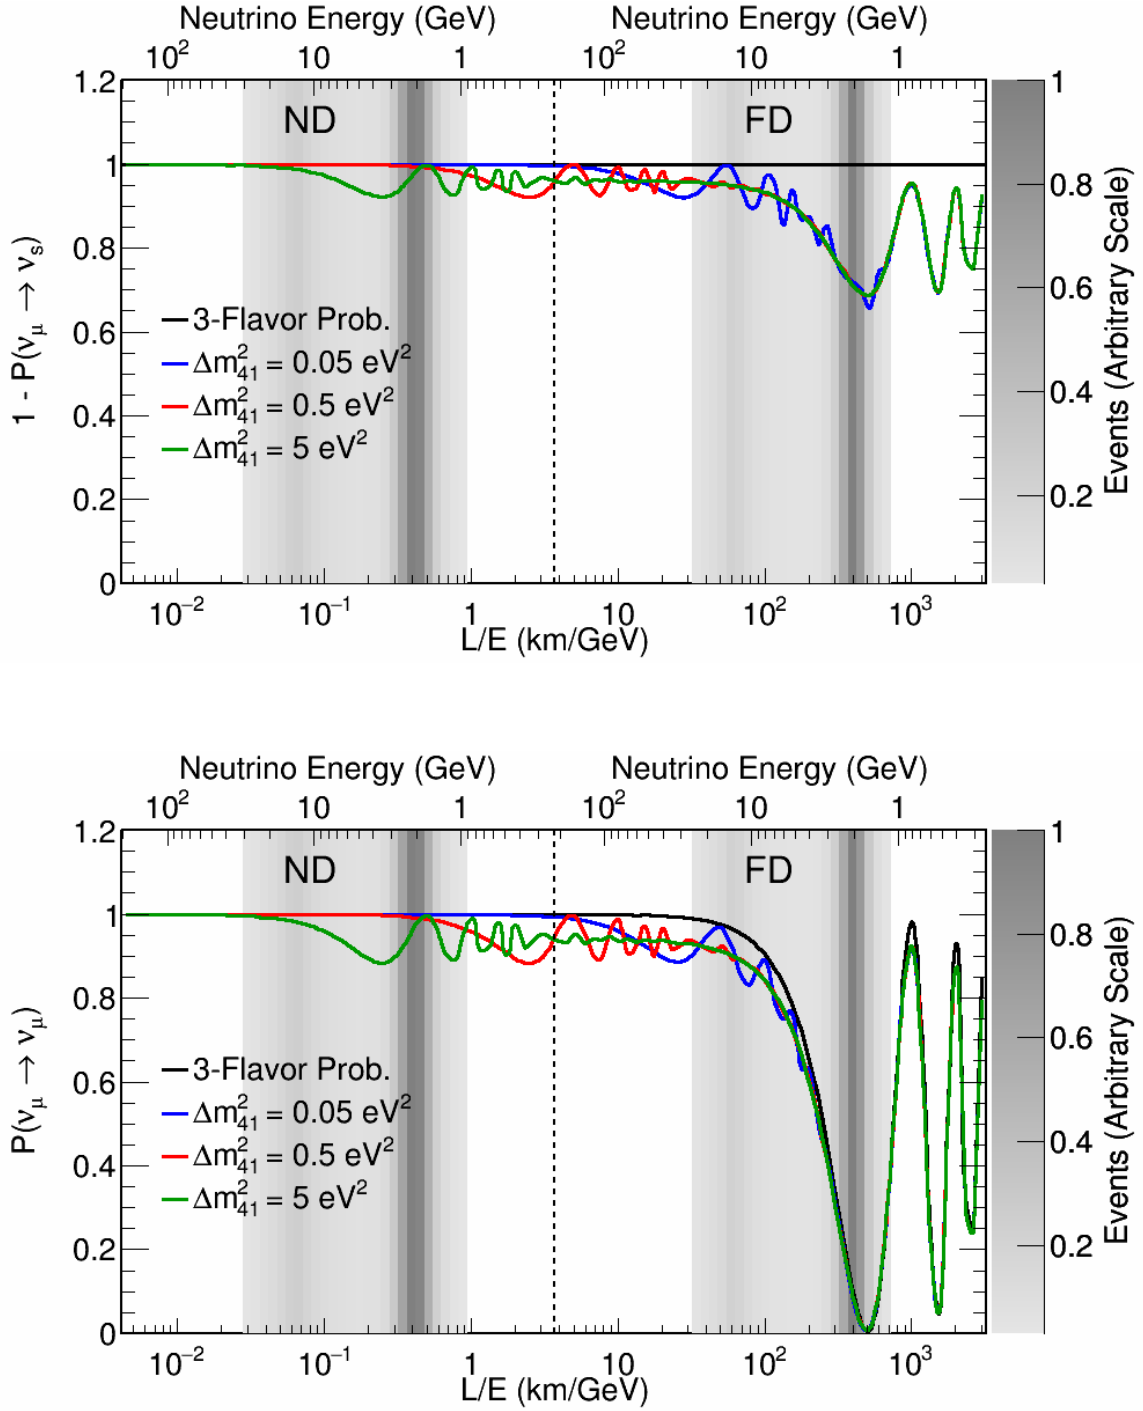 Neutrino Energy (GeV) Neutrino Energy (GeV)
10² 10 1 10² 10 1
1.2
1
0.8
0.6
0.4
0.2
0
1 - P(νμ → νs)
ND FD
3-Flavor Prob.
Δm²₄₁ = 0.05 eV²
Δm²₄₁ = 0.5 eV²
Δm²₄₁ = 5 eV²
10⁻² 10⁻¹ 1 10 10² 10³
L/E (km/GeV)
1
0.8
0.6
0.4
0.2
Events (Arbitrary Scale)
Neutrino Energy (GeV) Neutrino Energy (GeV)
10² 10 1 10² 10 1
1.2
1
0.8
0.6
0.4
0.2
0
P(νμ → νμ)
ND FD
3-Flavor Prob.
Δm²₄₁ = 0.05 eV²
Δm²₄₁ = 0.5 eV²
Δm²₄₁ = 5 eV²
10⁻² 10⁻¹ 1 10 10² 10³
L/E (km/GeV)
1
0.8
0.6
0.4
0.2
Events (Arbitrary Scale)